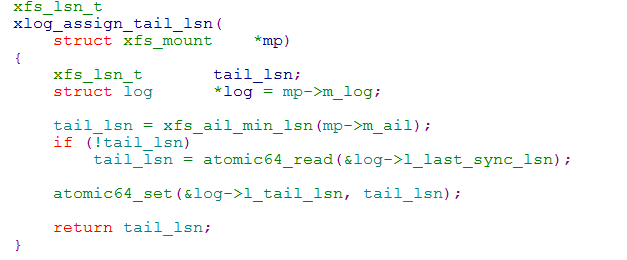 xfs_lsn_t
xlog_assign_tail_lsn(
    struct xfs_mount    *mp)
{
    xfs_lsn_t       tail_lsn;
    struct log      *log = mp->m_log;

    tail_lsn = xfs_ail_min_lsn(mp->m_ail);
    if (!tail_lsn)
        tail_lsn = atomic64_read(&log->l_last_sync_lsn);

    atomic64_set(&log->l_tail_lsn, tail_lsn);

    return tail_lsn;
}